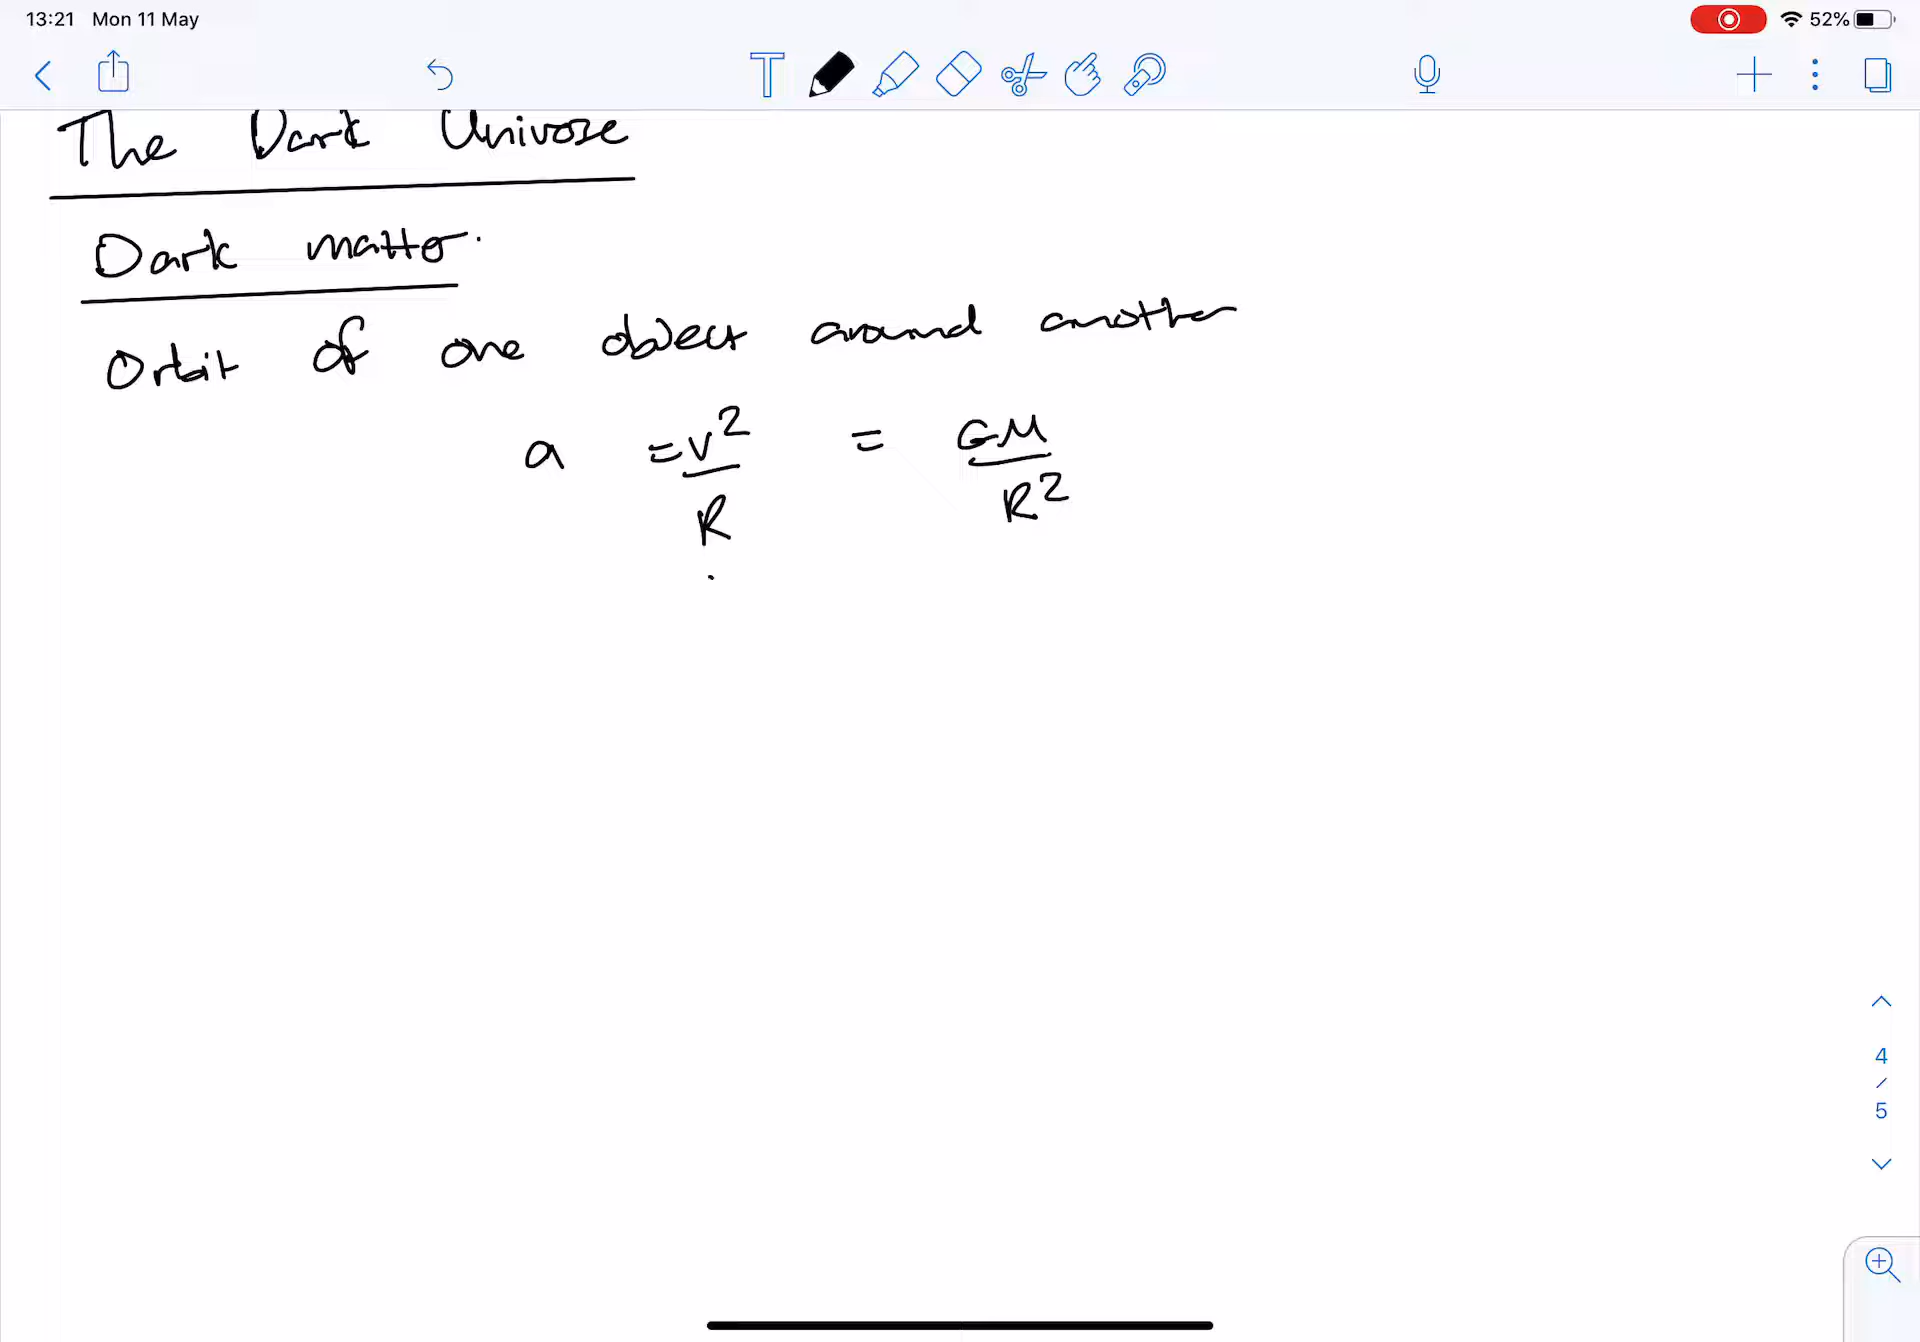 13:21 Mon 11 May 52%
The Dark Universe
Dark matter.
Orbit of one object around another
a = v²/R = GM/R²
4
/
5